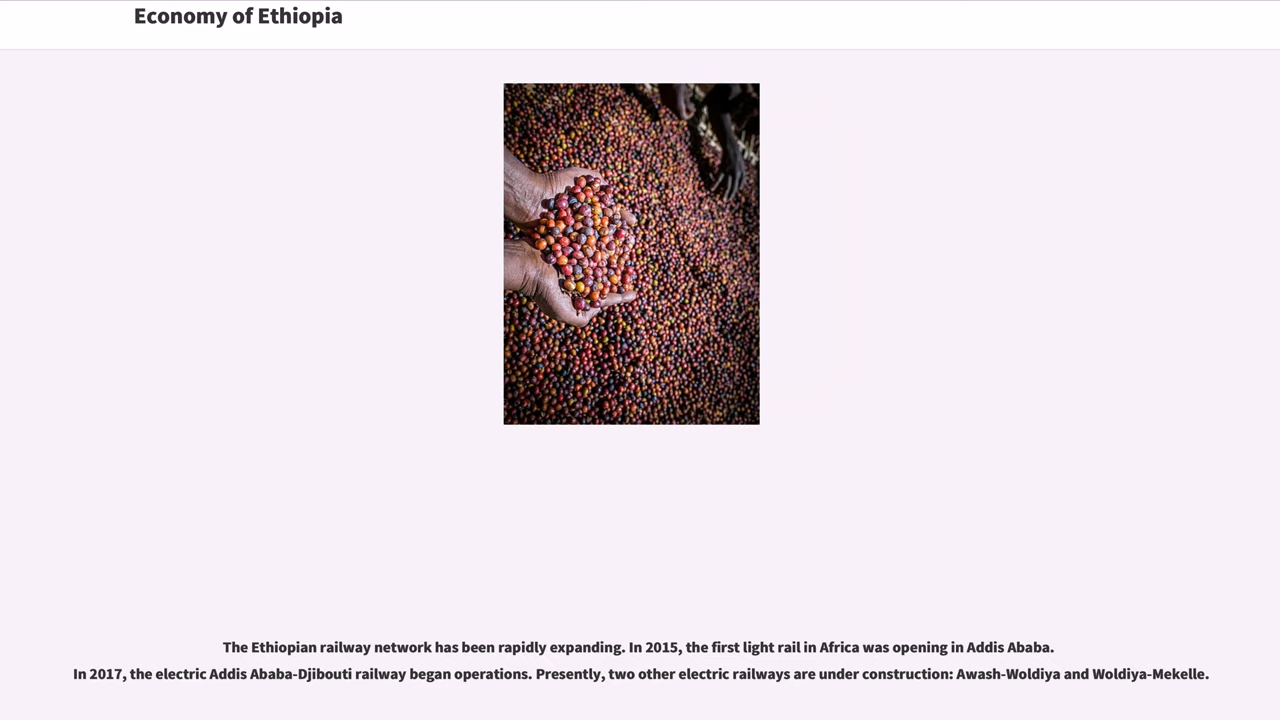 Economy of Ethiopia
The Ethiopian railway network has been rapidly expanding. In 2015, the first light rail in Africa was opening in Addis Ababa.
In 2017, the electric Addis Ababa-Djibouti railway began operations. Presently, two other electric railways are under construction: Awash-Woldiya and Woldiya-Mekelle.